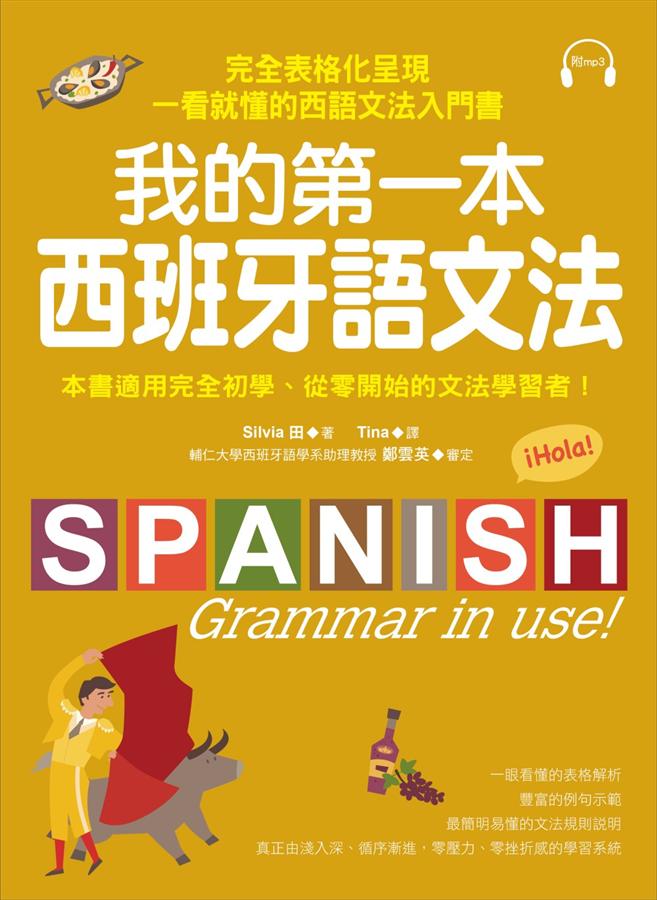 附mp3
完全表格化呈現
一看就懂的西語文法入門書
我的第一本
西班牙語文法
本書適用完全初學、從零開始的文法學習者！
Silvia 田◆著 Tina◆譯
輔仁大學西班牙語學系助理教授 鄭雲英◆審定
¡Hola!
SPANISH
Grammar in use!
一眼看懂的表格解析
豐富的例句示範
最簡明易懂的文法規則説明
真正由淺入深、循序漸進，零壓力、零挫折感的學習系統